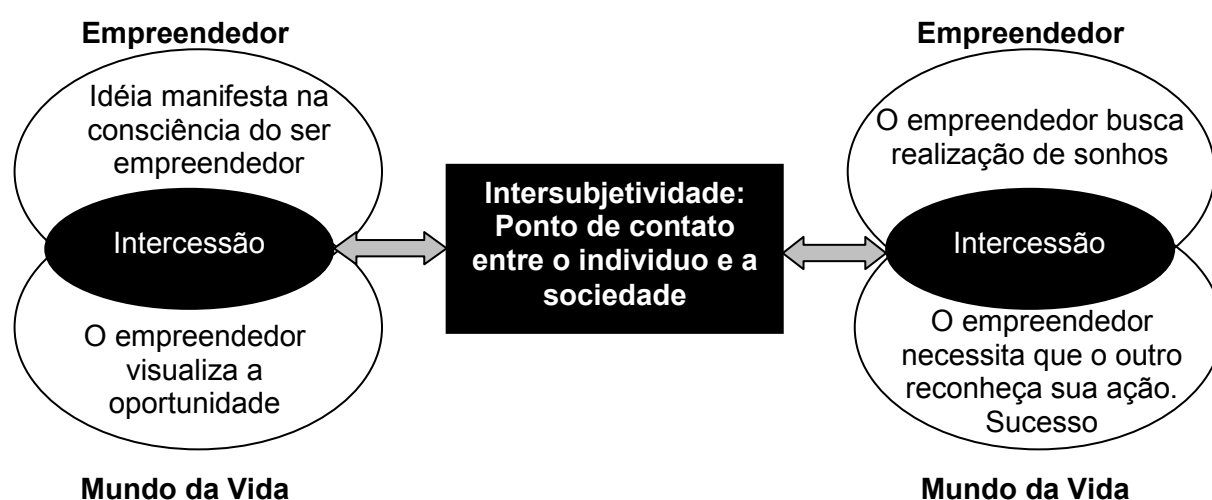 Empreendedor
Idéia manifesta na
consciência do ser
empreendedor
Intercessão
O empreendedor
visualiza a
oportunidade
Mundo da Vida
Intersubjetividade:
Ponto de contato
entre o individuo e a
sociedade
Empreendedor
O empreendedor busca
realização de sonhos
Intercessão
O empreendedor
necessita que o outro
reconheça sua ação.
Sucesso
Mundo da Vida